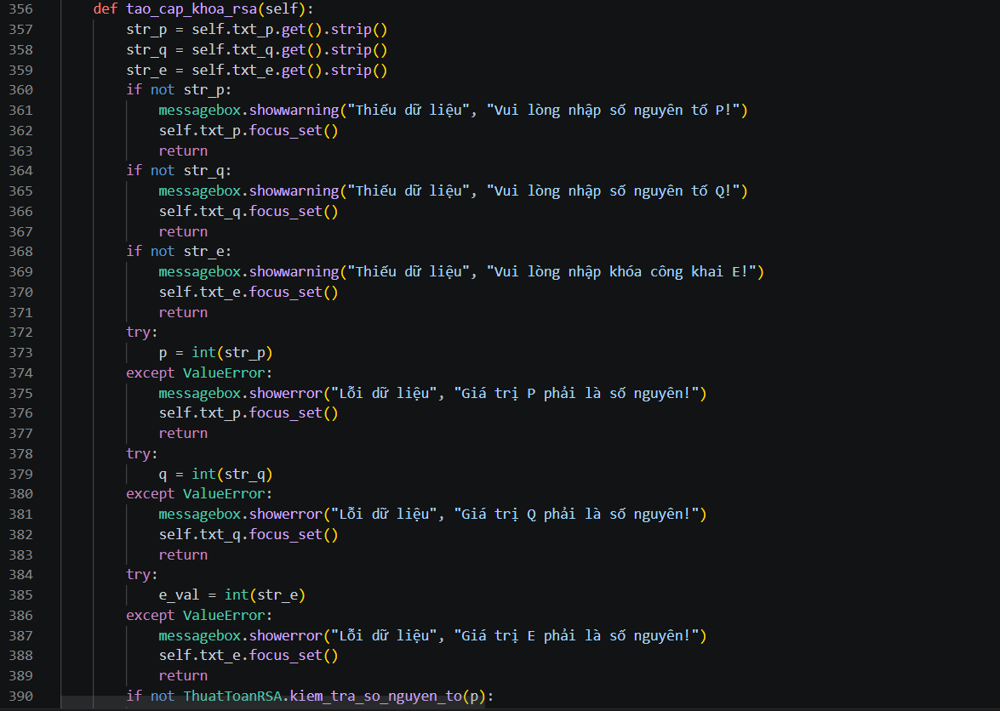 356 def tao_cap_khoa_rsa(self):
357 str_p = self.txt_p.get().strip()
358 str_q = self.txt_q.get().strip()
359 str_e = self.txt_e.get().strip()
360 if not str_p:
361 messagebox.showwarning("Thiếu dữ liệu", "Vui lòng nhập số nguyên tố P!")
362 self.txt_p.focus_set()
363 return
364 if not str_q:
365 messagebox.showwarning("Thiếu dữ liệu", "Vui lòng nhập số nguyên tố Q!")
366 self.txt_q.focus_set()
367 return
368 if not str_e:
369 messagebox.showwarning("Thiếu dữ liệu", "Vui lòng nhập khóa công khai E!")
370 self.txt_e.focus_set()
371 return
372 try:
373 p = int(str_p)
374 except ValueError:
375 messagebox.showerror("Lỗi dữ liệu", "Giá trị P phải là số nguyên!")
376 self.txt_p.focus_set()
377 return
378 try:
379 q = int(str_q)
380 except ValueError:
381 messagebox.showerror("Lỗi dữ liệu", "Giá trị Q phải là số nguyên!")
382 self.txt_q.focus_set()
383 return
384 try:
385 e_val = int(str_e)
386 except ValueError:
387 messagebox.showerror("Lỗi dữ liệu", "Giá trị E phải là số nguyên!")
388 self.txt_e.focus_set()
389 return
390 if not ThuatToanRSA.kiem_tra_so_nguyen_to(p):